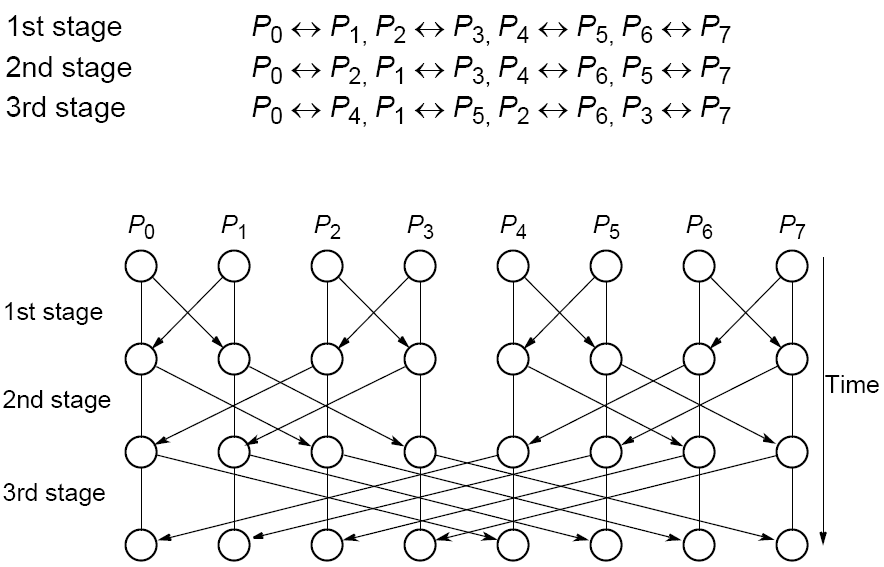 1st stage P0 ↔ P1, P2 ↔ P3, P4 ↔ P5, P6 ↔ P7
2nd stage P0 ↔ P2, P1 ↔ P3, P4 ↔ P6, P5 ↔ P7
3rd stage P0 ↔ P4, P1 ↔ P5, P2 ↔ P6, P3 ↔ P7
P0 P1 P2 P3 P4 P5 P6 P7
1st stage
Time
2nd stage
3rd stage